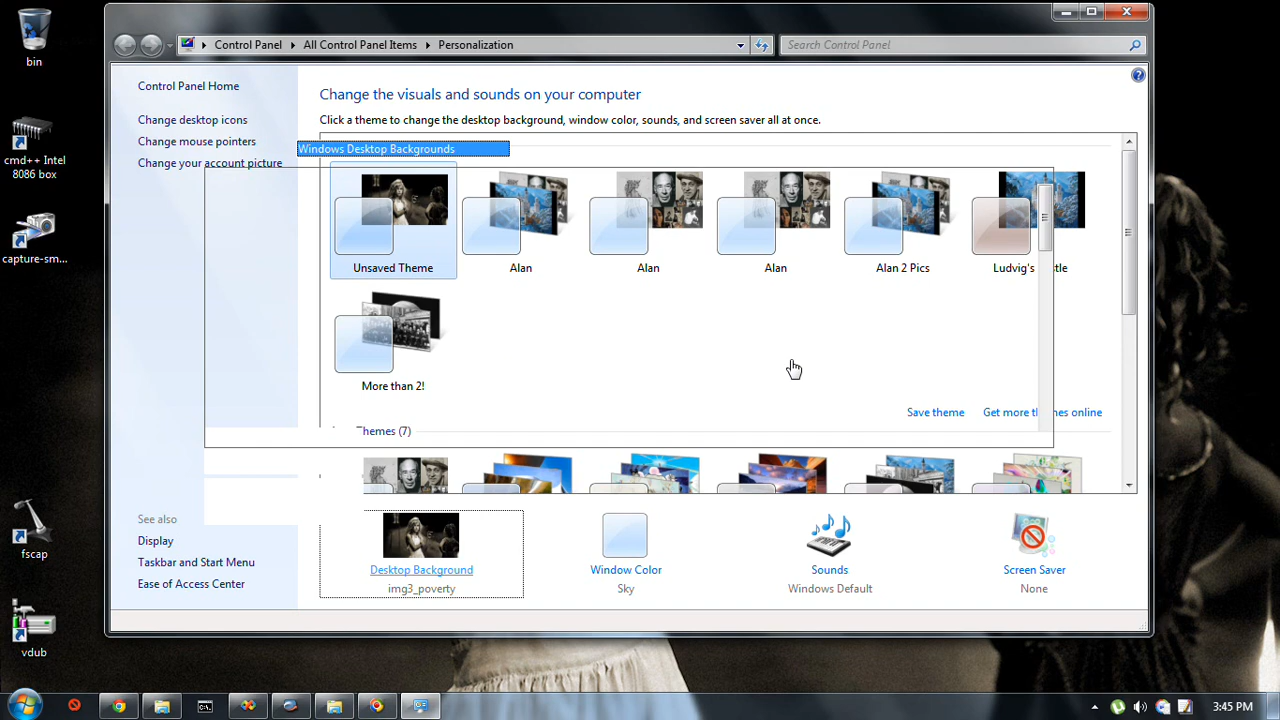 bin
cmd++ Intel
8086 box
capture-sm...
fscap
vdub
Control Panel
All Control Panel Items
Personalization
Search Control Panel
Control Panel Home
Change desktop icons
Change mouse pointers
Change your account picture
See also
Display
Taskbar and Start Menu
Ease of Access Center
Change the visuals and sounds on your computer
Click a theme to change the desktop background, window color, sounds, and screen saver all at once.
Windows Desktop Backgrounds
Unsaved Theme
Alan
Alan
Alan
Alan 2 Pics
Ludvig's
More than 2!
Save theme
Get more themes online
Themes (7)
Desktop Background
img3_poverty
Window Color
Sky
Sounds
Windows Default
Screen Saver
None
3:45 PM